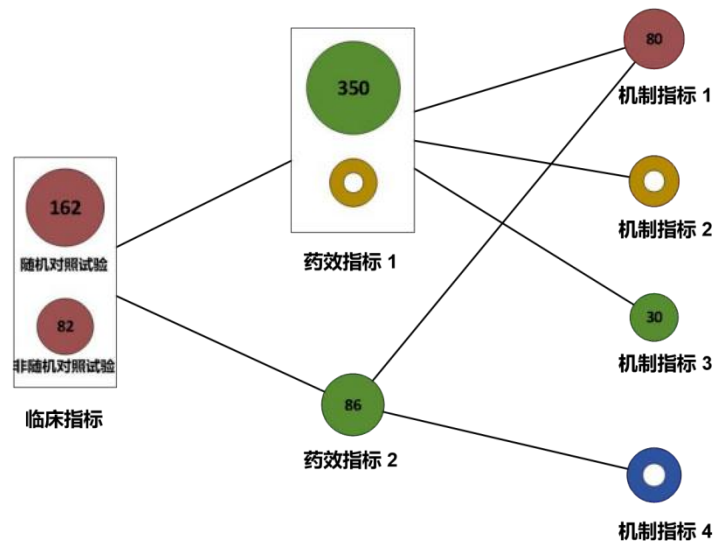 162
随机对照试验
82
非随机对照试验
临床指标
350
药效指标 1
86
药效指标 2
80
机制指标 1
机制指标 2
30
机制指标 3
机制指标 4